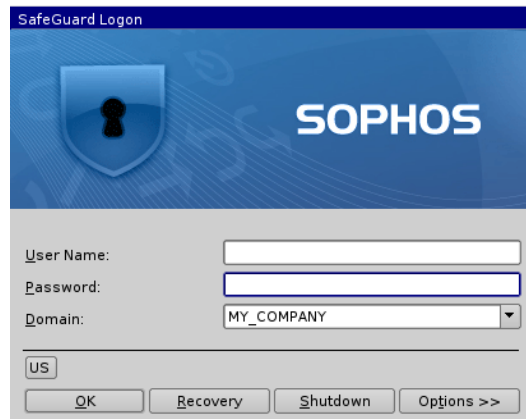 SafeGuard Logon
SOPHOS
User Name:
Password:
Domain: MY_COMPANY
US
OK Recovery Shutdown Options >>